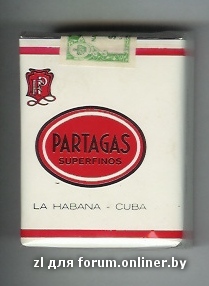 PARTAGAS
SUPERFINOS
LA HABANA - CUBA
zl для forum.onliner.by